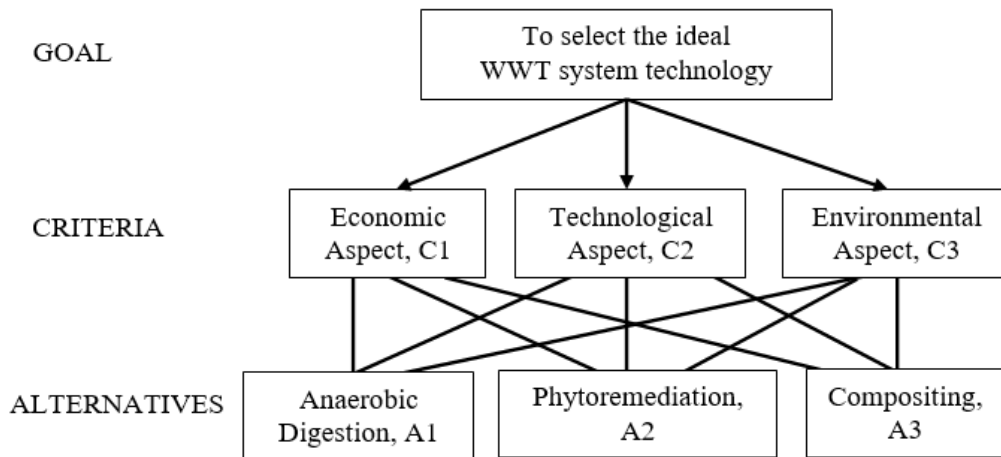 GOAL
To select the ideal
WWT system technology
CRITERIA
Economic
Aspect, C1
Technological
Aspect, C2
Environmental
Aspect, C3
ALTERNATIVES
Anaerobic
Digestion, A1
Phytoremediation,
A2
Compositing,
A3